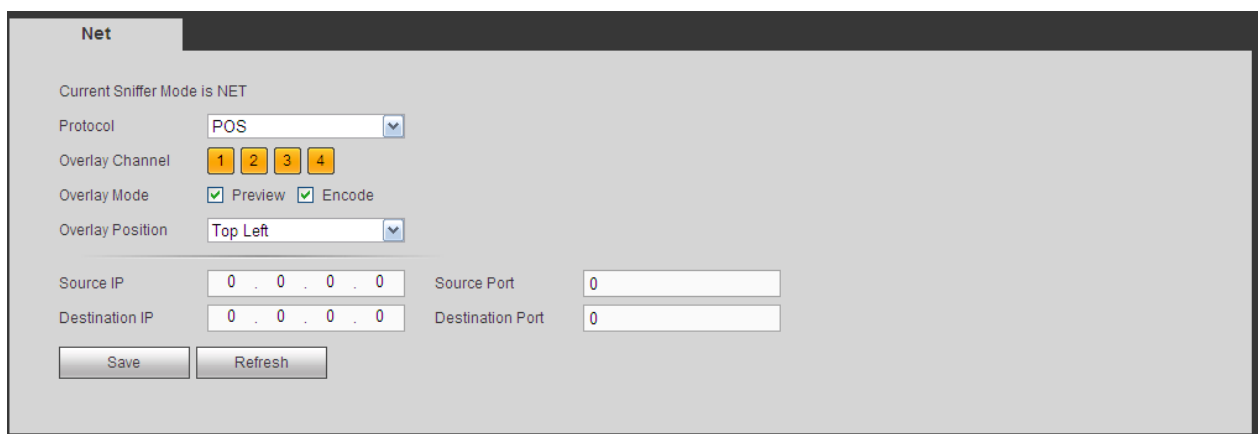 Net
Current Sniffer Mode is NET
Protocol POS
Overlay Channel 1 2 3 4
Overlay Mode Preview Encode
Overlay Position Top Left
Source IP 0 . 0 . 0 . 0 Source Port 0
Destination IP 0 . 0 . 0 . 0 Destination Port 0
Save Refresh